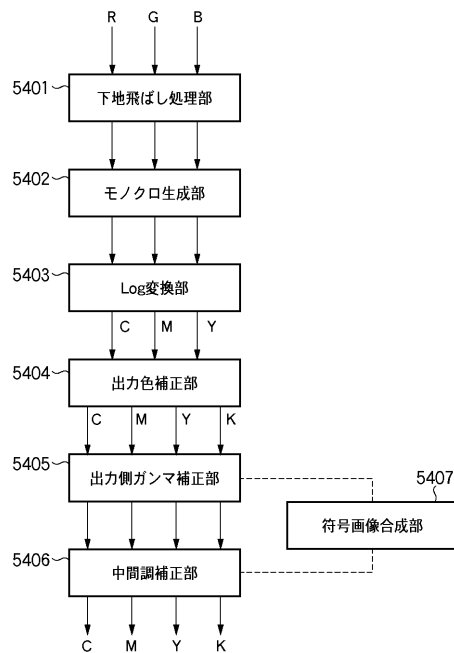 R G B
5401
下地飛ばし処理部
5402
モノクロ生成部
5403
Log変換部
C M Y
5404
出力色補正部
C M Y K
5405
出力側ガンマ補正部
5407
符号画像合成部
5406
中間調補正部
C M Y K